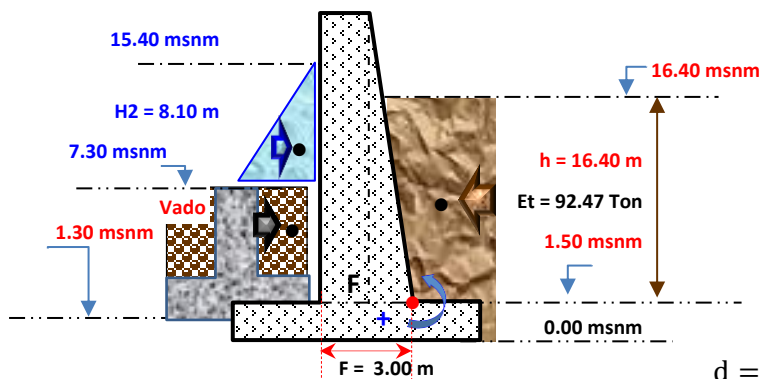 15.40 msnm
16.40 msnm
H2 = 8.10 m
7.30 msnm
h = 16.40 m
Vado
Et = 92.47 Ton
1.30 msnm
1.50 msnm
F
+
0.00 msnm
F = 3.00 m
d =